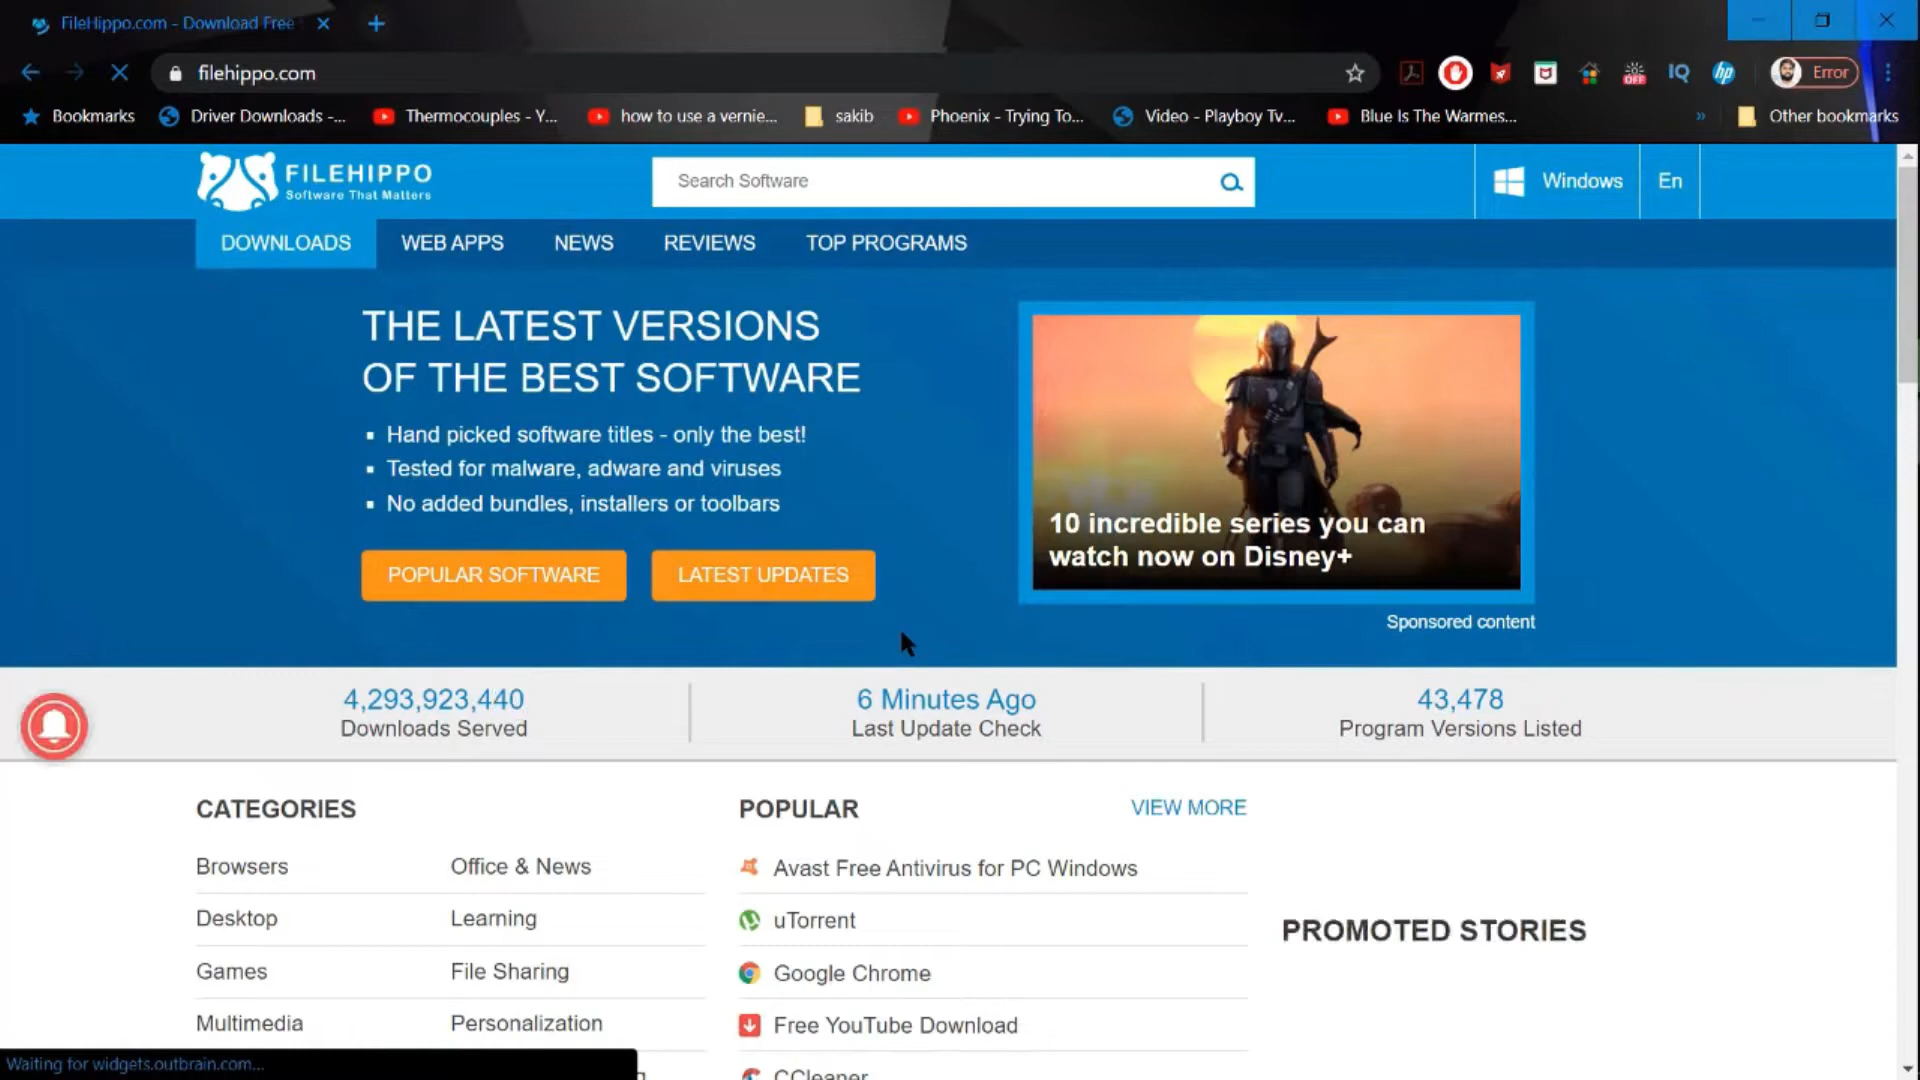 FileHippo.com - Download Free
filehippo.com
IQ
hp
OFF
Error
Bookmarks
Driver Downloads -...
Thermocouples - Y...
how to use a vernie...
sakib
Phoenix - Trying To...
Video - Playboy Tv...
Blue Is The Warmes...
»
Other bookmarks
FILEHIPPO
Software That Matters
Search Software
Windows
En
DOWNLOADS
WEB APPS
NEWS
REVIEWS
TOP PROGRAMS
THE LATEST VERSIONS
OF THE BEST SOFTWARE
Hand picked software titles - only the best!
Tested for malware, adware and viruses
No added bundles, installers or toolbars
POPULAR SOFTWARE
LATEST UPDATES
10 incredible series you can
watch now on Disney+
Sponsored content
4,293,923,440
Downloads Served
6 Minutes Ago
Last Update Check
43,478
Program Versions Listed
CATEGORIES
Browsers
Office & News
Desktop
Learning
Games
File Sharing
Multimedia
Personalization
POPULAR
VIEW MORE
Avast Free Antivirus for PC Windows
uTorrent
Google Chrome
Free YouTube Download
CCleaner
PROMOTED STORIES
Waiting for widgets.outbrain.com...